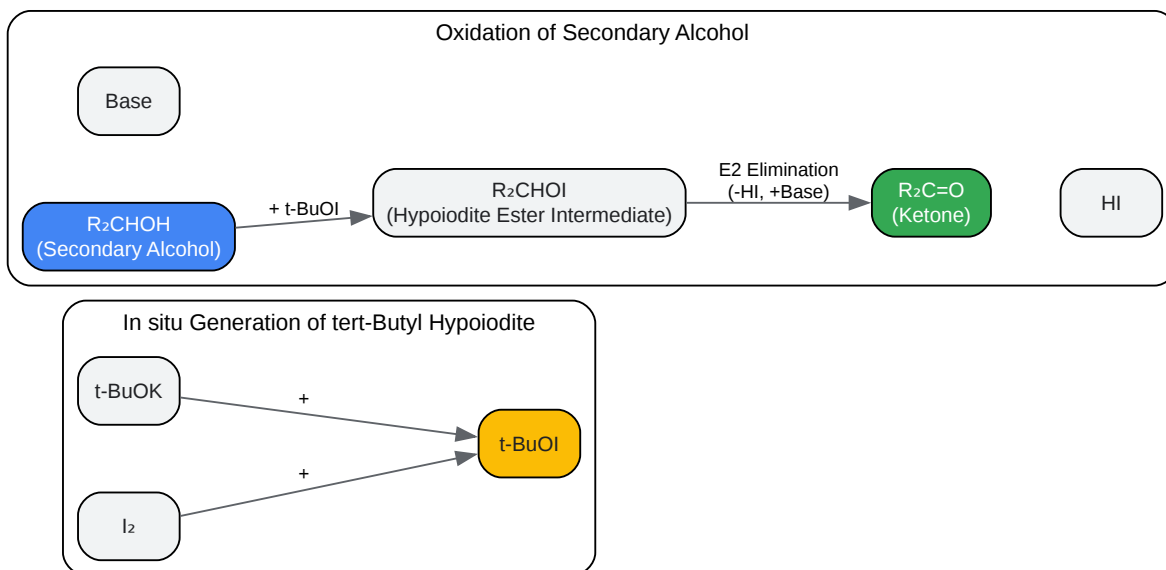 Oxidation of Secondary Alcohol
Base
R₂CHOH
(Secondary Alcohol)
+ t-BuOI
R₂CHOI
(Hypoiodite Ester Intermediate)
E2 Elimination
(-HI, +Base)
R₂C=O
(Ketone)
HI
In situ Generation of tert-Butyl Hypoiodite
t-BuOK
+
t-BuOI
+
I₂